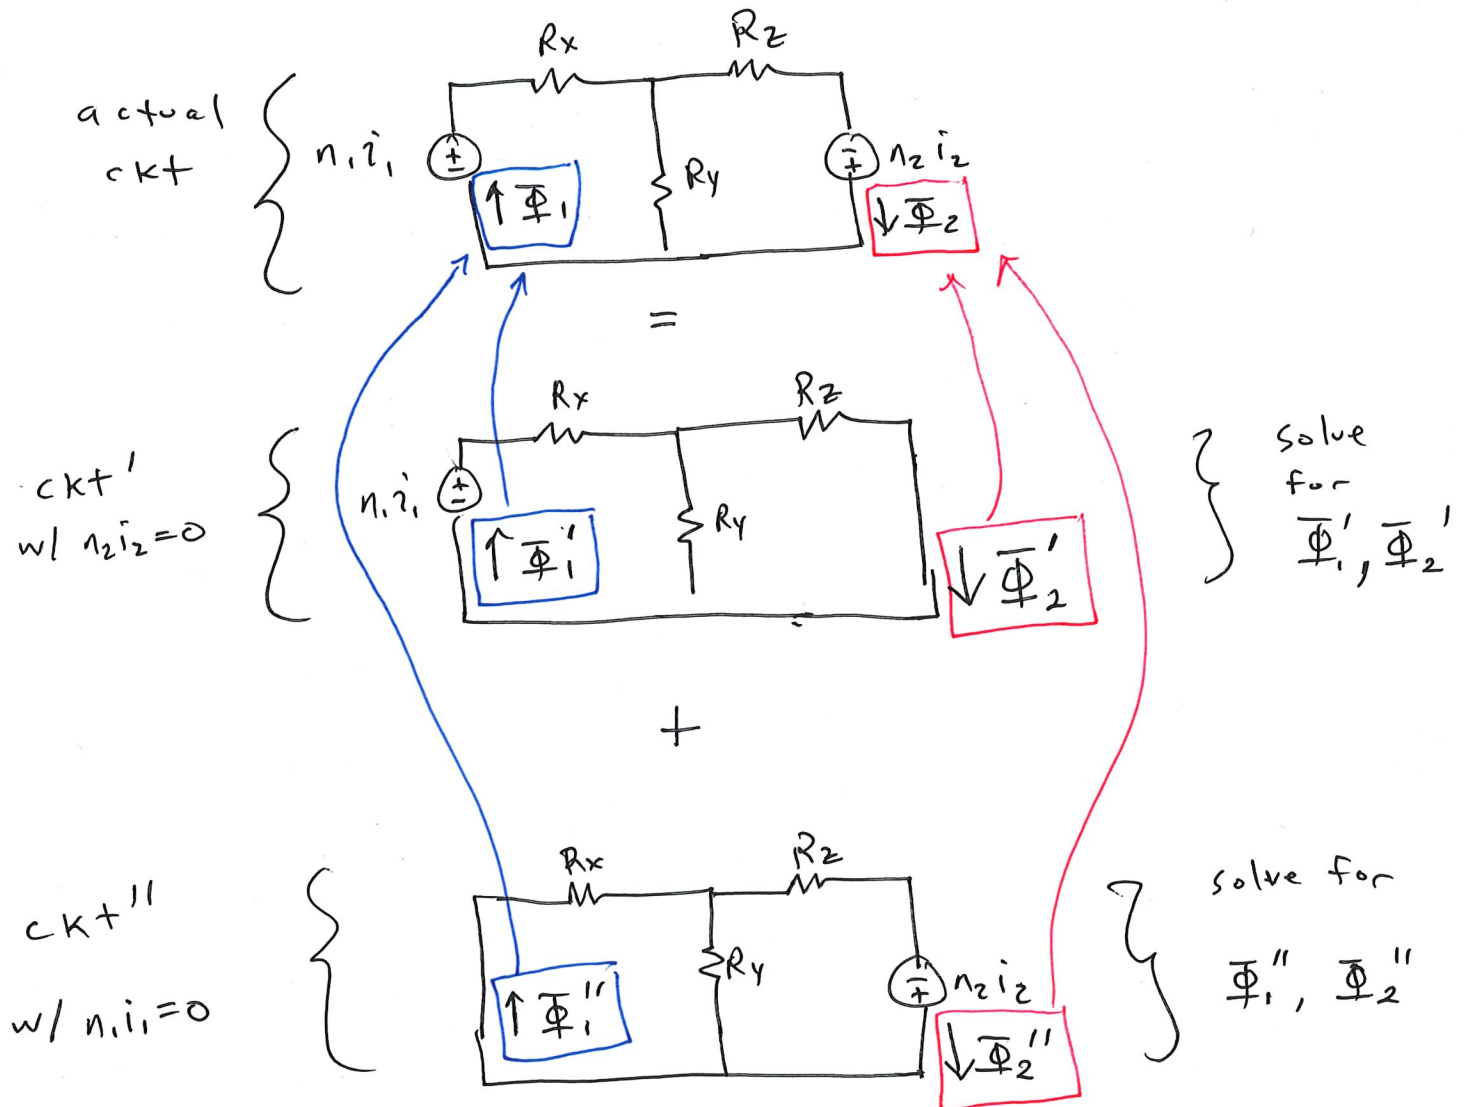 Rx
Rz
actual
ckt
n₁i₁
±
Ry
∓
n₂i₂
↑Φ₁
↓Φ₂
=
Rx
Rz
ckt'
w/ n₂i₂=0
n₁i₁
±
Ry
↑Φ₁'
↓Φ₂'
solve
for
Φ₁', Φ₂'
+
Rx
Rz
ckt''
w/ n₁i₁=0
Ry
∓
n₂i₂
↑Φ₁''
↓Φ₂''
solve for
Φ₁'', Φ₂''